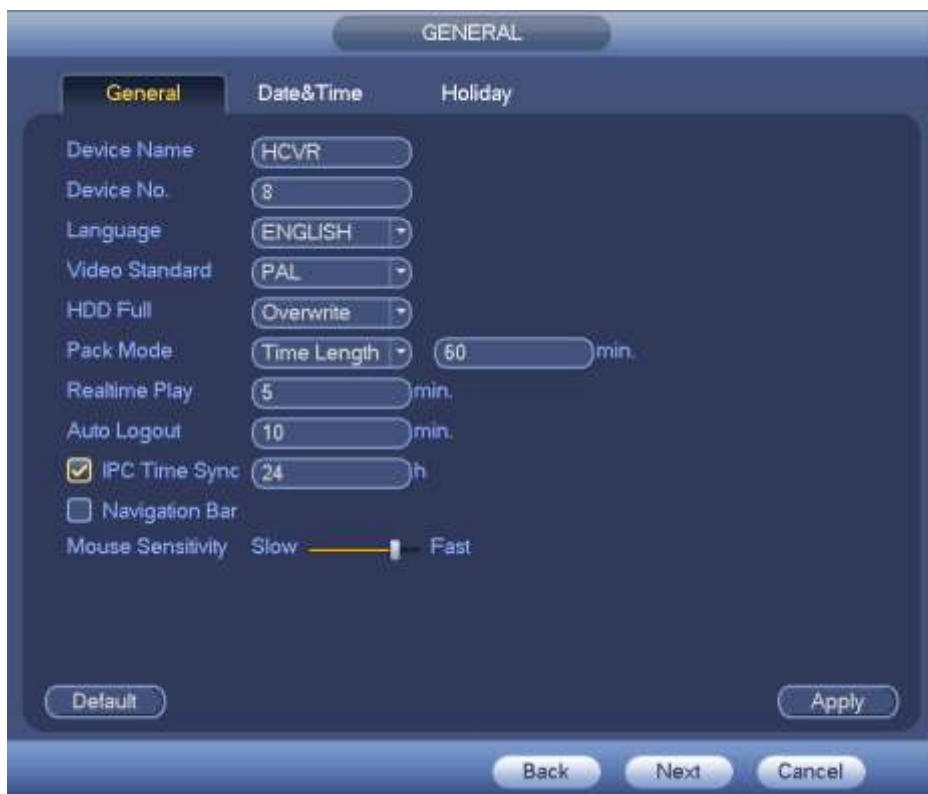 GENERAL
General Date&Time Holiday
Device Name HCVR
Device No. 8
Language ENGLISH
Video Standard PAL
HDD Full Overwrite
Pack Mode Time Length 60 min.
Realtime Play 5 min.
Auto Logout 10 min.
IPC Time Sync 24 h
Navigation Bar
Mouse Sensitivity Slow Fast
Default Apply
Back Next Cancel